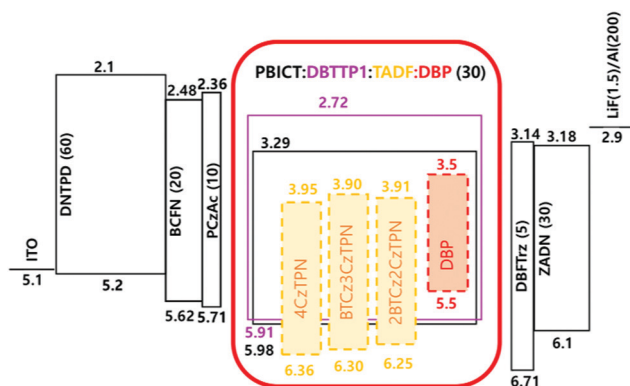 PBICT:DBTTP1:TADF:DBP (30)
2.1
2.48
2.36
2.72
3.29
3.95
3.90
3.91
3.5
3.14
3.18
LiF(1.5)/Al(200)
2.9
ITO
5.1
DNTPD (60)
5.2
BCFN (20)
5.62
PCzAc (10)
5.71
4CzTPN
BTCz3CzTPN
2BTCz2CzTPN
DBP
5.5
5.91
5.98
6.36
6.30
6.25
DBFTrz (5)
6.71
ZADN (30)
6.1